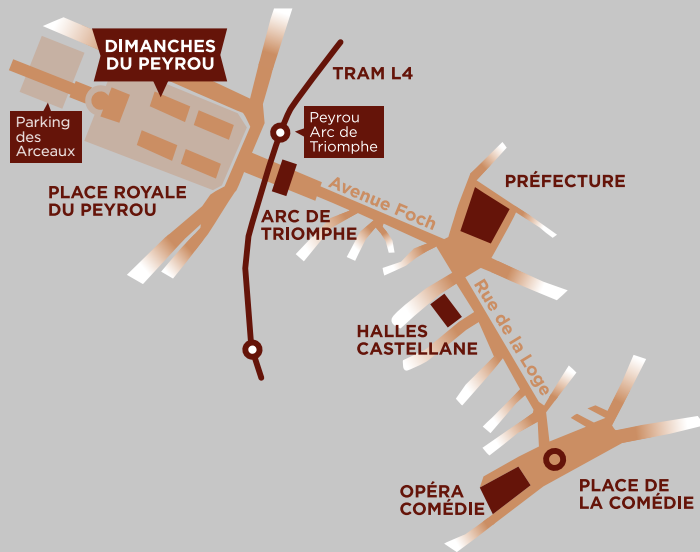 DIMANCHES
DU PEYROU
TRAM L4
Parking
des
Arceaux
Peyrou
Arc de
Triomphe
PLACE ROYALE
DU PEYROU
ARC DE
TRIOMPHE
Avenue Foch
PRÉFECTURE
HALLES
CASTELLANE
Rue de la Loge
OPÉRA
COMÉDIE
PLACE DE
LA COMÉDIE